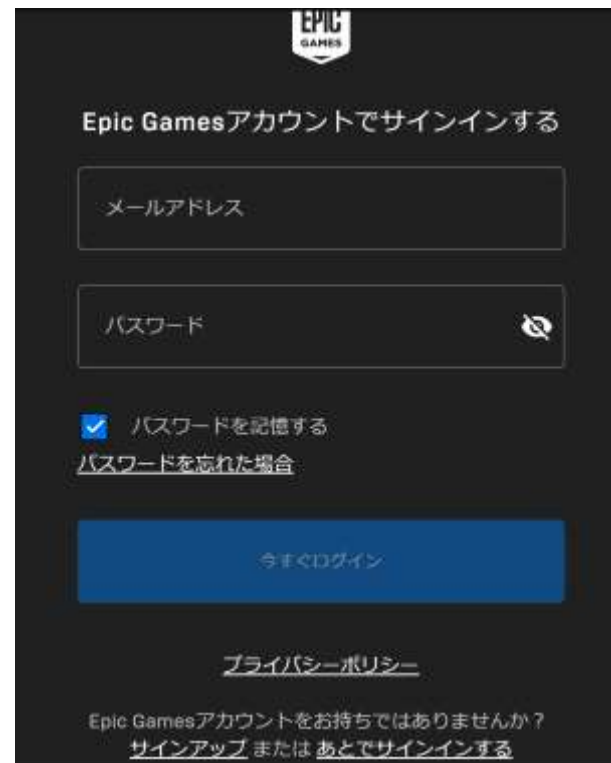 EPIC
GAMES
Epic Gamesアカウントでサインインする
メールアドレス
パスワード
パスワードを記憶する
パスワードを忘れた場合
今すぐログイン
プライバシーポリシー
Epic Gamesアカウントをお持ちではありませんか？
サインアップ または あとでサインインする